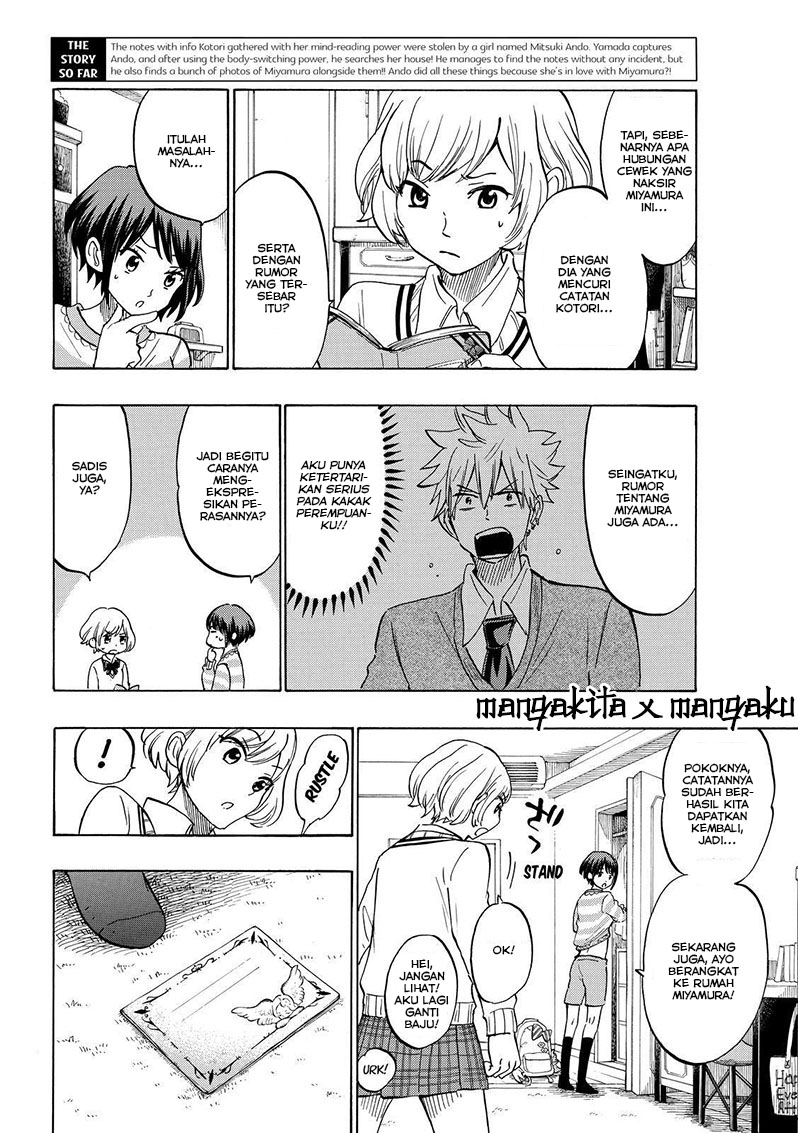 THE
STORY
SO FAR
The notes with info Kotori gathered with her mind-reading power were stolen by a girl named Mitsuki Ando. Yamada captures
Ando, and after using the body-switching power, he searches her house! He manages to find the notes without any incident, but
he also finds a bunch of photos of Miyamura alongside them!! Ando did all these things because she's in love with Miyamura?!
TAPI, SEBE-
NARNYA APA
HUBUNGAN
CEWEK YANG
NAKSIR
MIYAMURA
INI...
DENGAN
DIA YANG
MENCURI
CATATAN
KOTORI...
SERTA
DENGAN
RUMOR
YANG TER-
SEBAR
ITU?
ITULAH
MASALAH-
NYA...
SEINGATKU,
RUMOR
TENTANG
MIYAMURA
JUGA ADA...
AKU PUNYA
KETERTARI-
KAN SERIUS
PADA KAKAK
PEREMPUAN-
KU!!
JADI BEGITU
CARANYA
MENG-
EKSPRE-
SIKAN PE-
RASANNYA?
SADIS
JUGA,
YA?
mangakita x mangaku
POKOKNYA,
CATATANNYA
SUDAH BER-
HASIL KITA
DAPATKAN
KEMBALI,
JADI...
SEKARANG
JUGA, AYO
BERANGKAT
KE RUMAH
MIYAMURA!
STAND
OK!
HEI,
JANGAN
LIHAT!
AKU LAGI
GANTI
BAJU!
URK!
RUSTLE
!